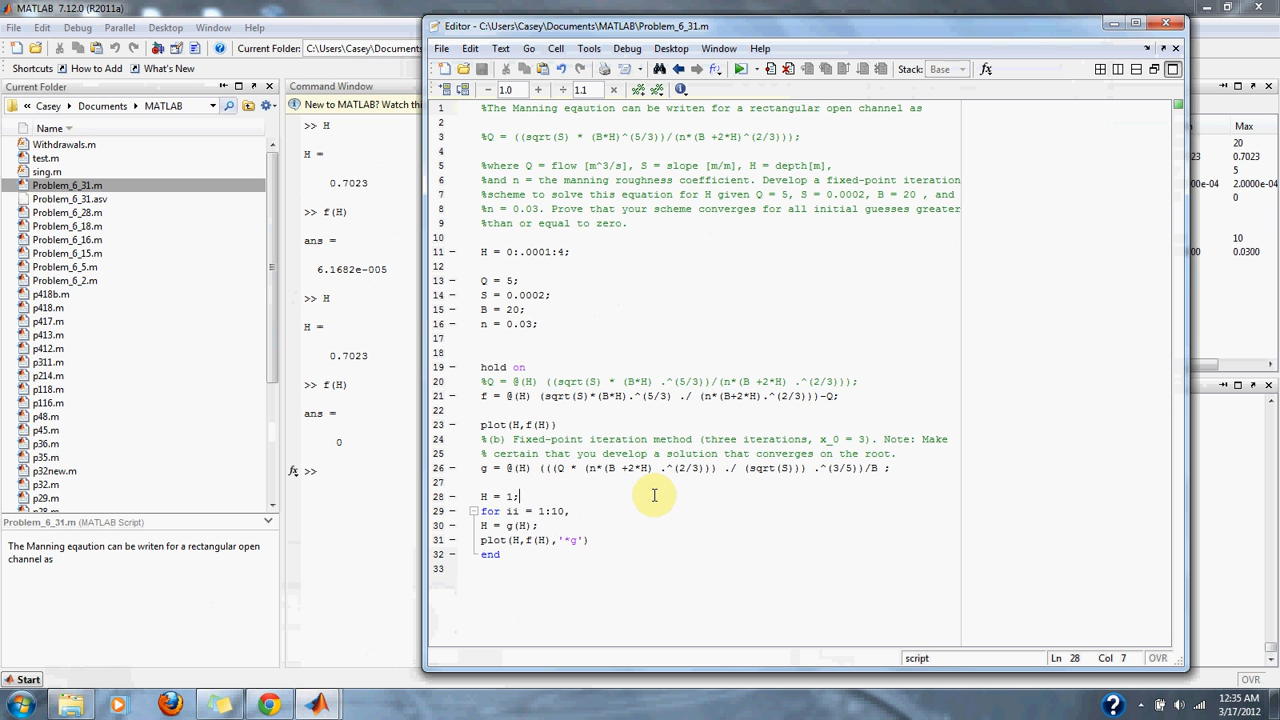 MATLAB 7.12.0 (R2011a)
File Edit Debug Parallel Desktop Window Help
Current Folder: C:\Users\Casey\Documents
Shortcuts How to Add What's New
Current Folder
Casey Documents MATLAB
Name
Withdrawals.m
test.m
sing.m
Problem_6_31.m
Problem_6_31.asv
Problem_6_28.m
Problem_6_18.m
Problem_6_16.m
Problem_6_15.m
Problem_6_5.m
Problem_6_2.m
p418b.m
p418.m
p417.m
p413.m
p412.m
p311.m
p214.m
p118.m
p116.m
p48.m
p45.m
p36.m
p32new.m
p32.m
p29.m
Problem_6_31.m (MATLAB Script)
The Manning eqaution can be writen for a rectangular open
channel as
Start
Command Window
New to MATLAB? Watch thi
>> H
H =
0.7023
>> f(H)
ans =
6.1682e-005
>> H
H =
0.7023
>> f(H)
ans =
0
fx >>
Editor - C:\Users\Casey\Documents\MATLAB\Problem_6_31.m
File Edit Text Go Cell Tools Debug Desktop Window Help
Stack: Base fx
− 1.0 + ÷ 1.1 ×
1 %The Manning eqaution can be writen for a rectangular open channel as
2
3 %Q = ((sqrt(S) * (B*H)^(5/3))/(n*(B +2*H)^(2/3)));
4
5 %where Q = flow [m^3/s], S = slope [m/m], H = depth[m],
6 %and n = the manning roughness coefficient. Develop a fixed-point iteration
7 %scheme to solve this equation for H given Q = 5, S = 0.0002, B = 20 , and
8 %n = 0.03. Prove that your scheme converges for all initial guesses greater
9 %than or equal to zero.
10
11 − H = 0:.0001:4;
12
13 − Q = 5;
14 − S = 0.0002;
15 − B = 20;
16 − n = 0.03;
17
18
19 − hold on
20 %Q = @(H) ((sqrt(S) * (B*H) .^(5/3))/(n*(B +2*H) .^(2/3)));
21 − f = @(H) (sqrt(S)*(B*H).^(5/3) ./ (n*(B+2*H).^(2/3)))-Q;
22
23 − plot(H,f(H))
24 %(b) Fixed-point iteration method (three iterations, x_0 = 3). Note: Make
25 % certain that you develop a solution that converges on the root.
26 − g = @(H) (((Q * (n*(B +2*H) .^(2/3))) ./ (sqrt(S))) .^(3/5))/B ;
27
28 − H = 1;
29 − for ii = 1:10,
30 − H = g(H);
31 − plot(H,f(H),'*g')
32 − end
33
script Ln 28 Col 7 OVR
Max
20
0.7023
5
2.0000e-04
0
10
0.0300
OVR
12:35 AM
3/17/2012